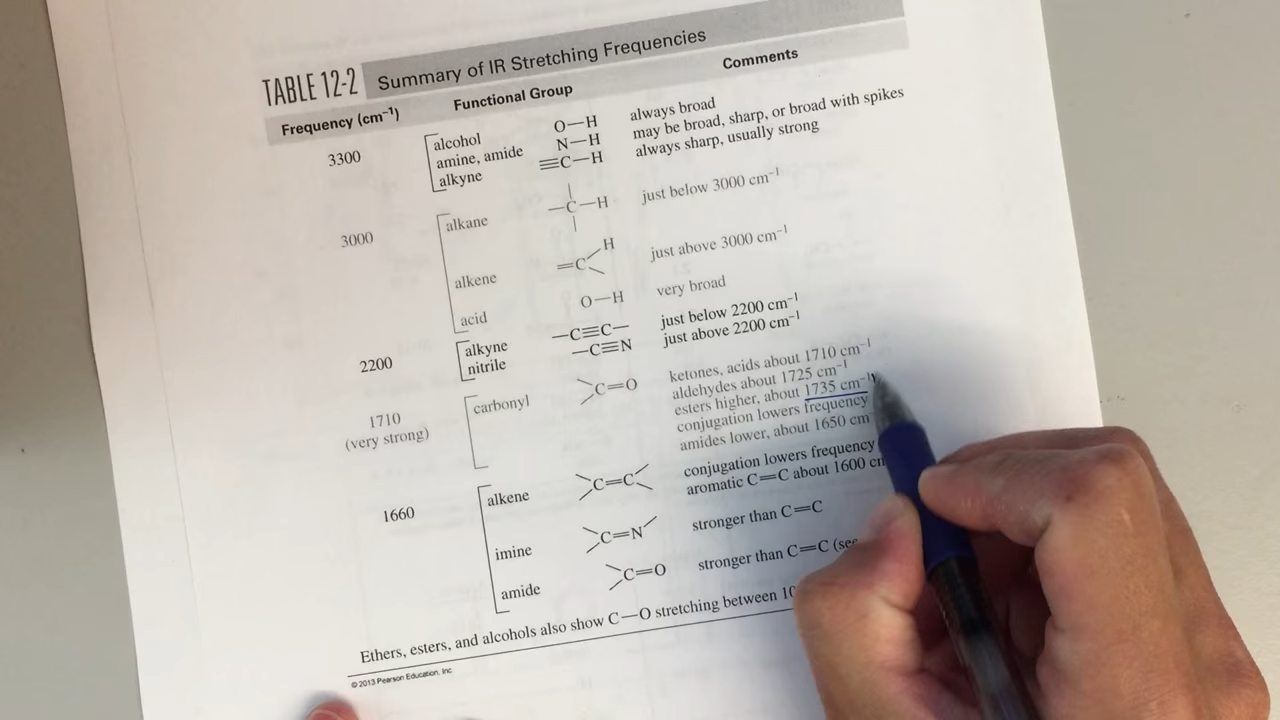 TABLE 12-2 Summary of IR Stretching Frequencies
Frequency (cm⁻¹) Functional Group Comments
3300 alcohol O—H always broad
amine, amide N—H may be broad, sharp, or broad with spikes
alkyne ≡C—H always sharp, usually strong
3000 alkane —C—H just below 3000 cm⁻¹
alkene =C H just above 3000 cm⁻¹
acid O—H very broad
2200 alkyne —C≡C— just below 2200 cm⁻¹
nitrile —C≡N just above 2200 cm⁻¹
1710 (very strong) carbonyl C=O ketones, acids about 1710 cm⁻¹
aldehydes about 1725 cm⁻¹
esters higher, about 1735 cm⁻¹
conjugation lowers frequency
amides lower, about 1650 cm
1660 alkene C=C conjugation lowers frequency
aromatic C=C about 1600
imine C=N stronger than C=C
amide C=O stronger than C=C (see
Ethers, esters, and alcohols also show C—O stretching between
© 2013 Pearson Education, Inc